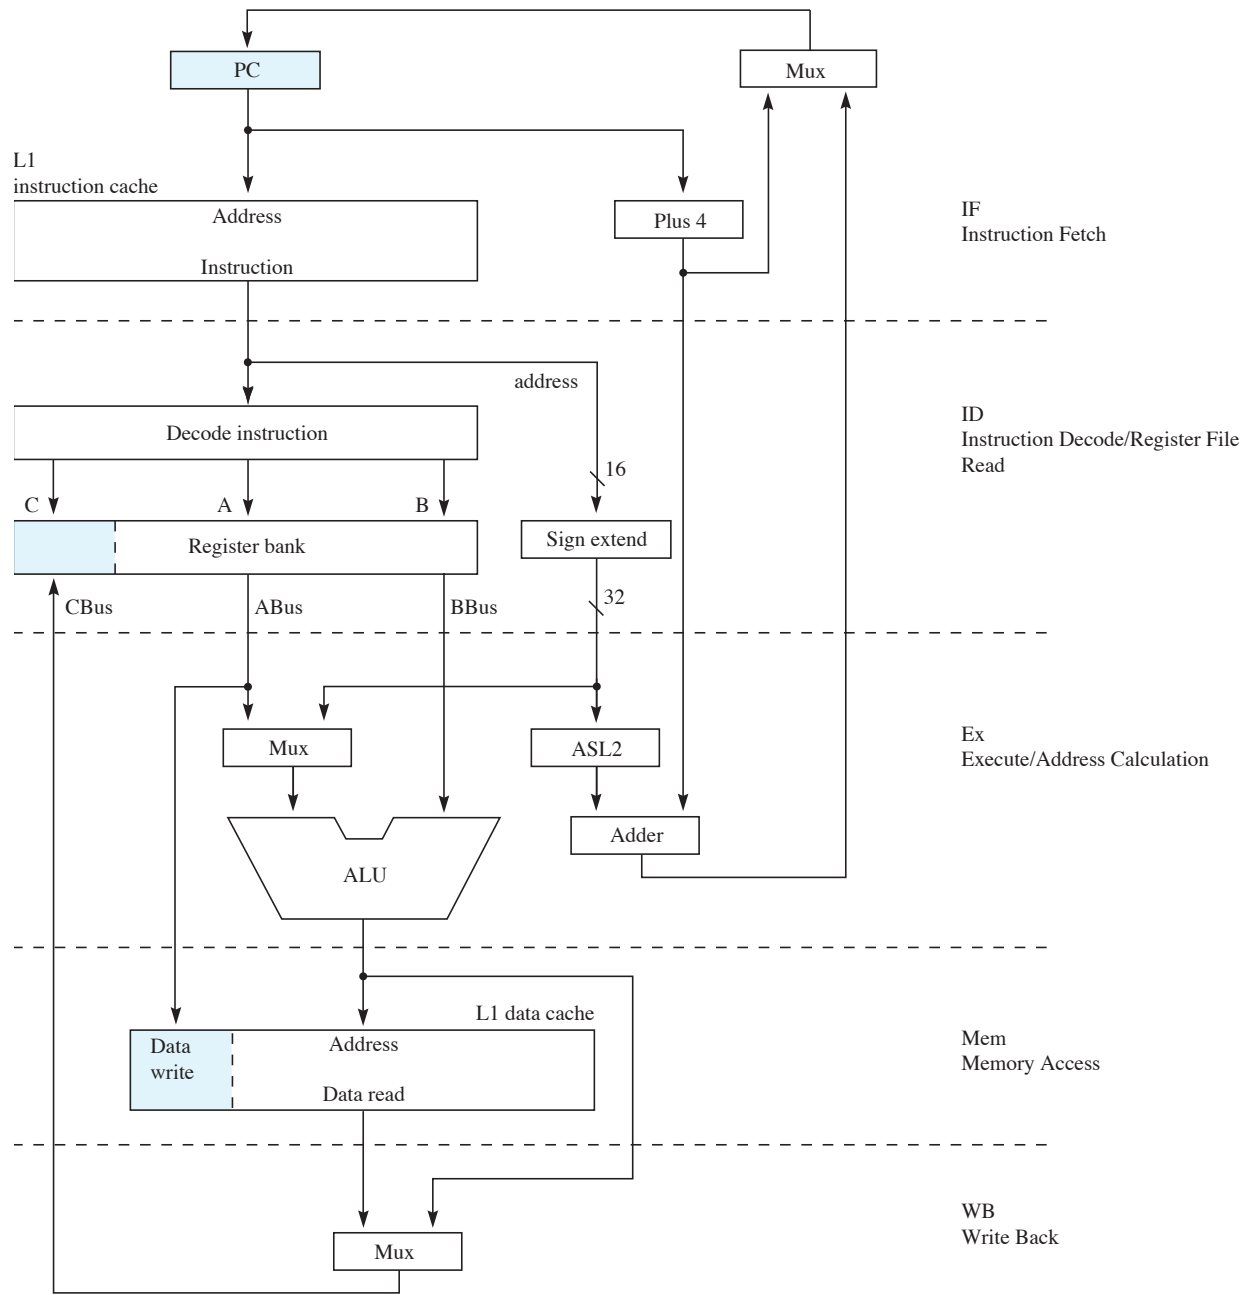 PC
Mux
L1
instruction cache
Address
Instruction
Plus 4
IF
Instruction Fetch
address
Decode instruction
16
ID
Instruction Decode/Register File
Read
C
A
B
Register bank
Sign extend
CBus
ABus
BBus
32
Mux
ASL2
Ex
Execute/Address Calculation
Adder
ALU
L1 data cache
Data
write
Address
Data read
Mem
Memory Access
WB
Write Back
Mux